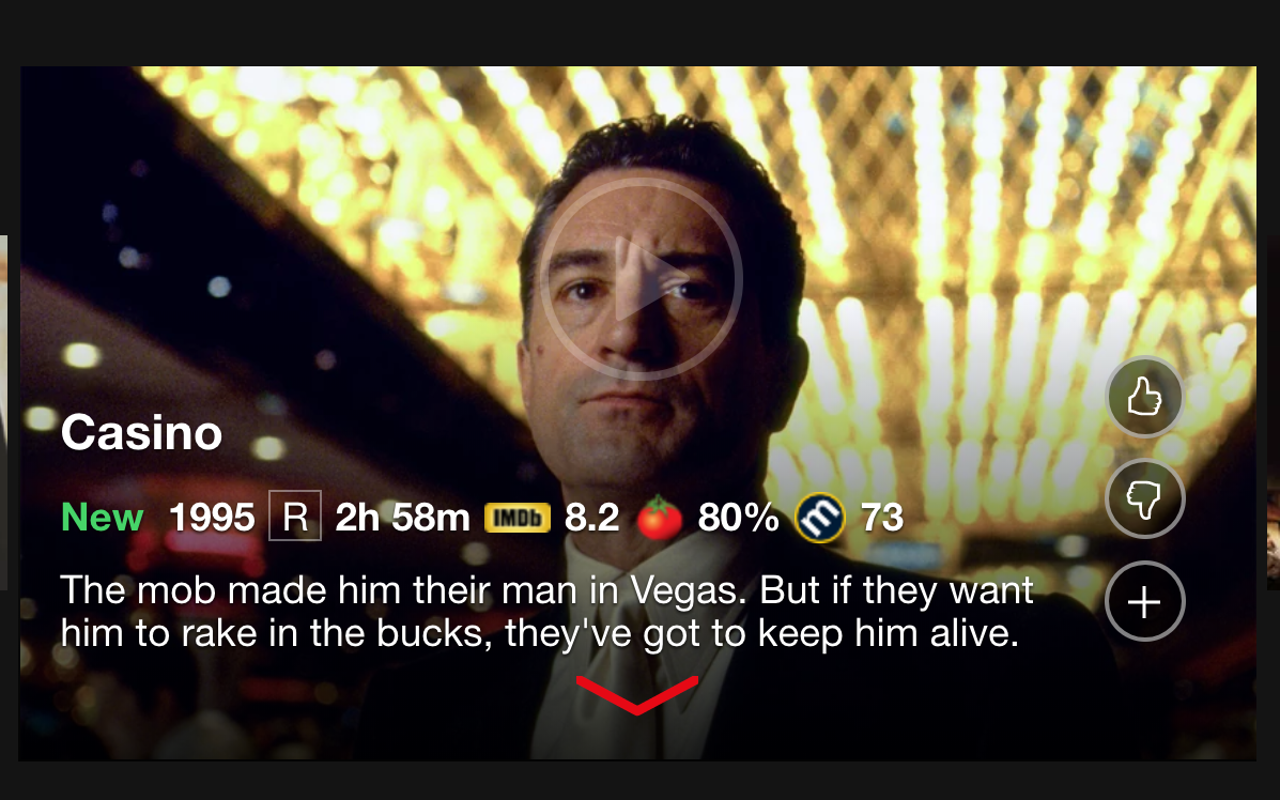 Casino
New 1995 R 2h 58m IMDb 8.2 80% m 73
The mob made him their man in Vegas. But if they want
him to rake in the bucks, they've got to keep him alive.